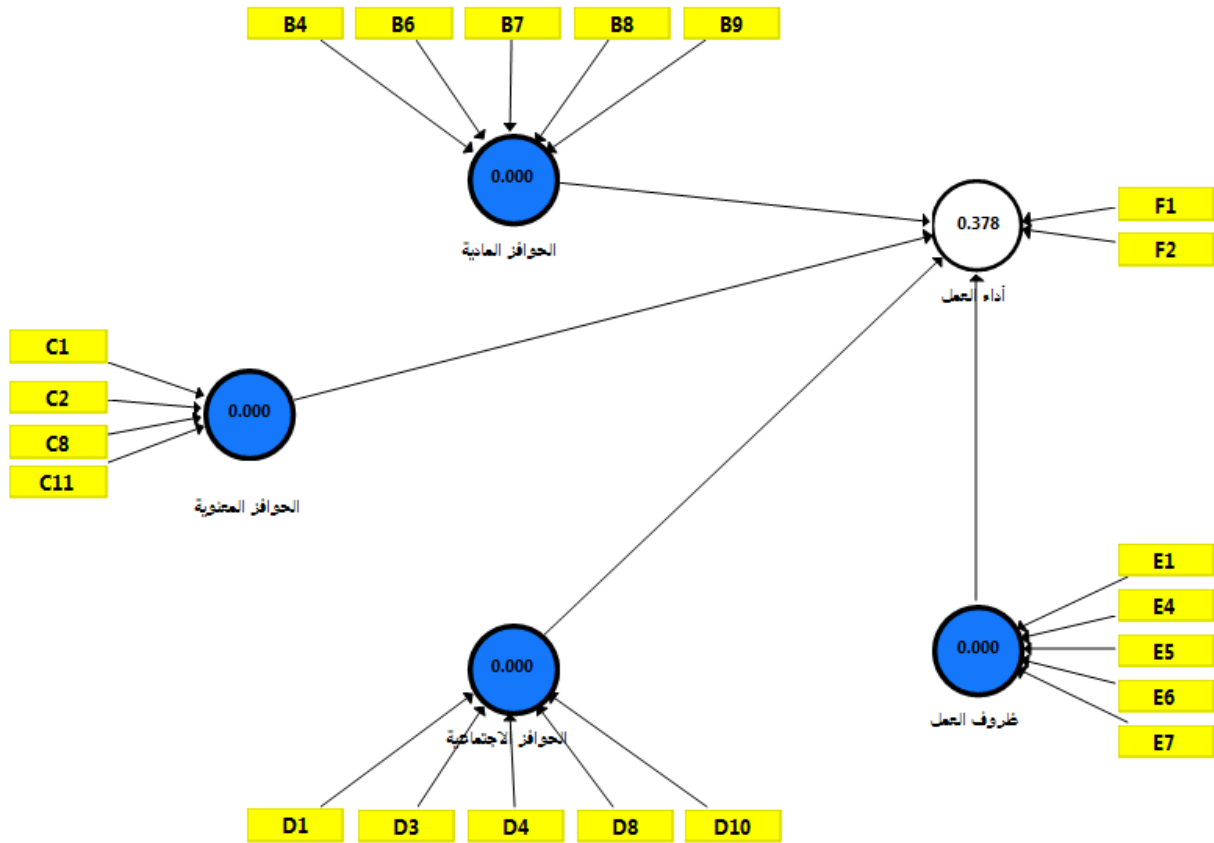 B4
B6
B7
B8
B9
0.000
الحوافز المادية
0.378
أداء العمل
F1
F2
C1
C2
C8
C11
0.000
الحوافز المعنوية
0.000
الحوافز الاجتماعية
0.000
ظروف العمل
E1
E4
E5
E6
E7
D1
D3
D4
D8
D10